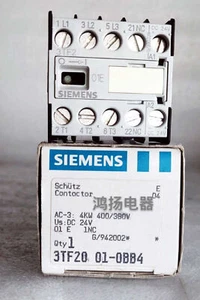 1 L1 3 L2 5 L3 21NC
01E
SIEMENS
2 T1 4 T2 6 T3 22NC
SIEMENS
Schütz E
Contactor D4
鸿扬电器
AC-3: 4KW 400/380V
Us: DC 24V
01 E 1NC
G/942002*
Qty 1
3TF20 01-0BB4